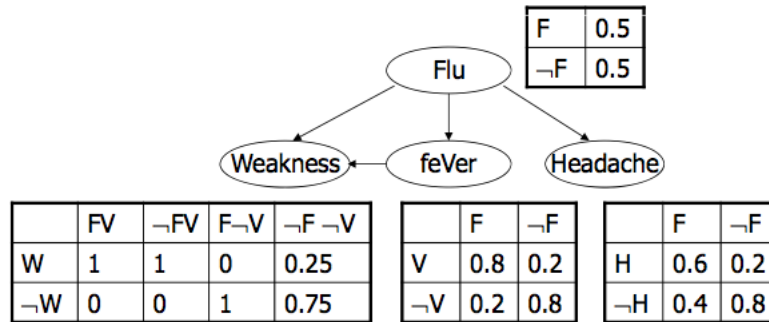 F 0.5
¬F 0.5
Flu
Weakness feVer Headache
FV ¬FV F¬V ¬F ¬V
W 1 1 0 0.25
¬W 0 0 1 0.75
F ¬F
V 0.8 0.2
¬V 0.2 0.8
F ¬F
H 0.6 0.2
¬H 0.4 0.8